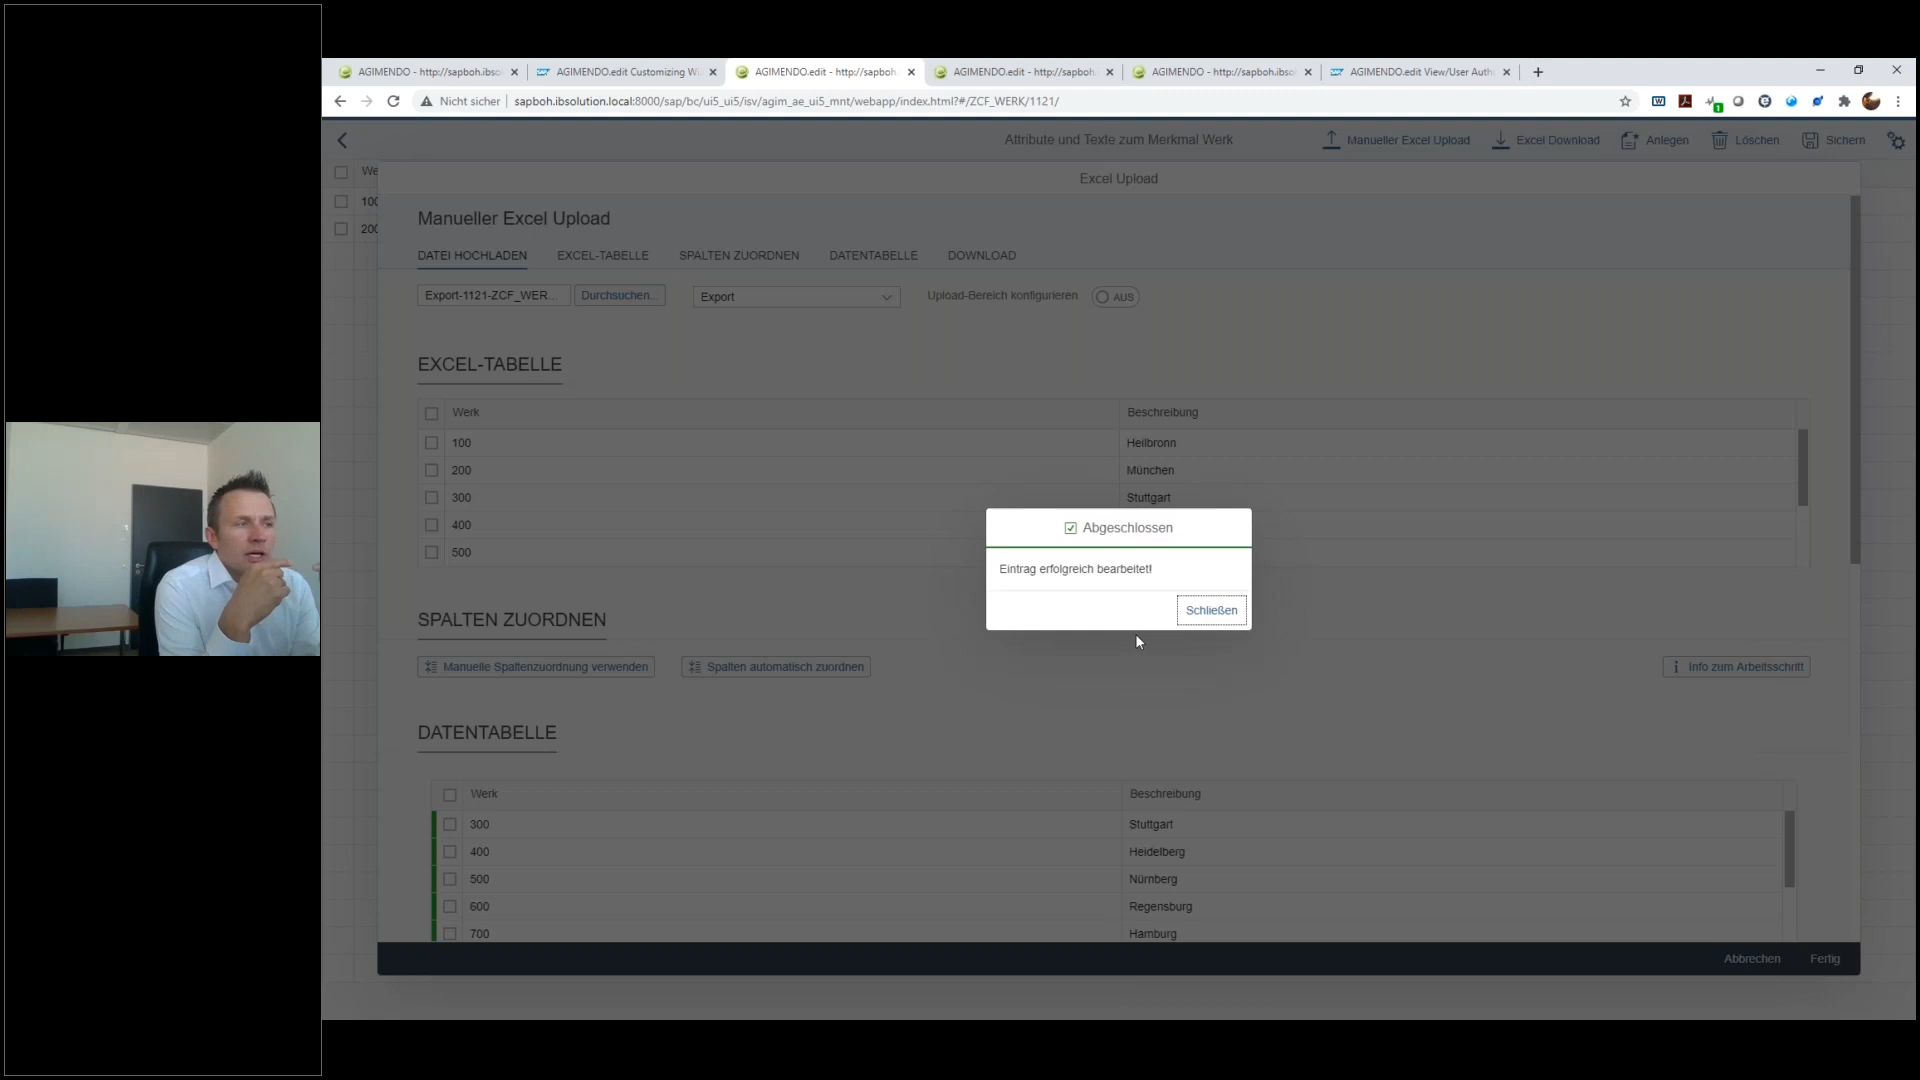 AGIMENDO - http://sapboh.ibso
AGIMENDO.edit Customizing Wi
AGIMENDO.edit - http://sapboh.
AGIMENDO.edit - http://sapboh.
AGIMENDO - http://sapboh.ibso
AGIMENDO.edit View/User Auth
Nicht sicher | sapboh.ibsolution.local:8000/sap/bc/ui5_ui5/isv/agim_ae_ui5_mnt/webapp/index.html?#/ZCF_WERK/1121/
Attribute und Texte zum Merkmal Werk
Manueller Excel Upload
Excel Download
Anlegen
Löschen
Sichern
We
100
200
Excel Upload
Manueller Excel Upload
DATEI HOCHLADEN EXCEL-TABELLE SPALTEN ZUORDNEN DATENTABELLE DOWNLOAD
Export-1121-ZCF_WER... Durchsuchen... Export Upload-Bereich konfigurieren AUS
EXCEL-TABELLE
Werk Beschreibung
100 Heilbronn
200 München
300 Stuttgart
400
500
Abgeschlossen
Eintrag erfolgreich bearbeitet!
Schließen
SPALTEN ZUORDNEN
Manuelle Spaltenzuordnung verwenden Spalten automatisch zuordnen Info zum Arbeitsschritt
DATENTABELLE
Werk Beschreibung
300 Stuttgart
400 Heidelberg
500 Nürnberg
600 Regensburg
700 Hamburg
Abbrechen Fertig